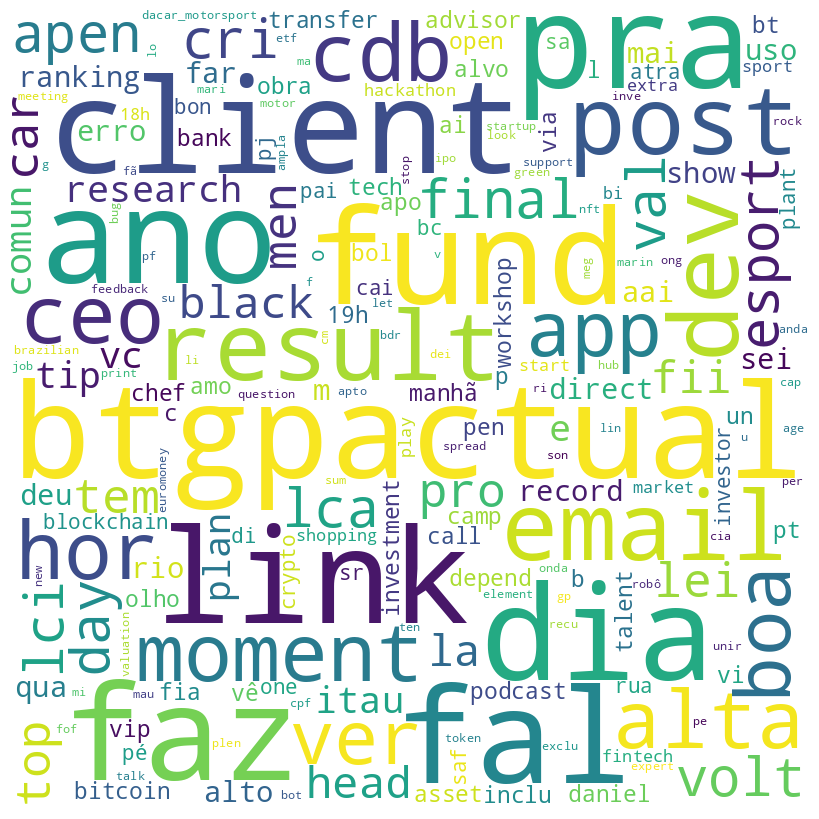 dacar_motorsport
etf
transfer
advisor
bt
apen
cri
cdb
pra
lo
open
sa
mai
uso
ranking
far
ma
alvo
l
atra
sport
meeting
client
obra
mari
hackathon
extra
inve
car
18h
bon
motor
ai
post
rock
erro
bank
pj
ampla
stop
startup
look
via
g
research
pai
tech
ipo
support
show
comun
fã
men
apo
final
green
bi
val
esport
plant
bug
ano
o
bc
nft
dev
pf
fund
bol
v
meg
marin
ong
feedback
su
cai
f
workshop
aai
anda
ceo
black
19h
let
result
bdr
cm
app
brazilian
vc
li
dei
start
hub
sei
job
print
tip
chef
amo
m
p
direct
fii
cap
question
apto
manhã
ri
c
btgpactual
play
pen
e
lin
un
u
age
spread
son
deu
tem
euromoney
sum
lca
pro
record
market
investor
per
blockchain
investment
camp
email
pt
hor
link
di
shopping
call
cia
plan
rio
crypto
sr
depend
b
onda
robô
lei
new
lci
day
olho
element
gp
talent
boa
valuation
moment
ten
la
dia
recu
unir
qua
mi
fia
vê
one
itau
podcast
rua
vi
pe
fof
mau
cpf
vip
faz
ver
fal
alta
top
pé
plen
token
exclu
fintech
talk
saf
expert
bitcoin
alto
bot
head
asset
inclu
daniel
volt